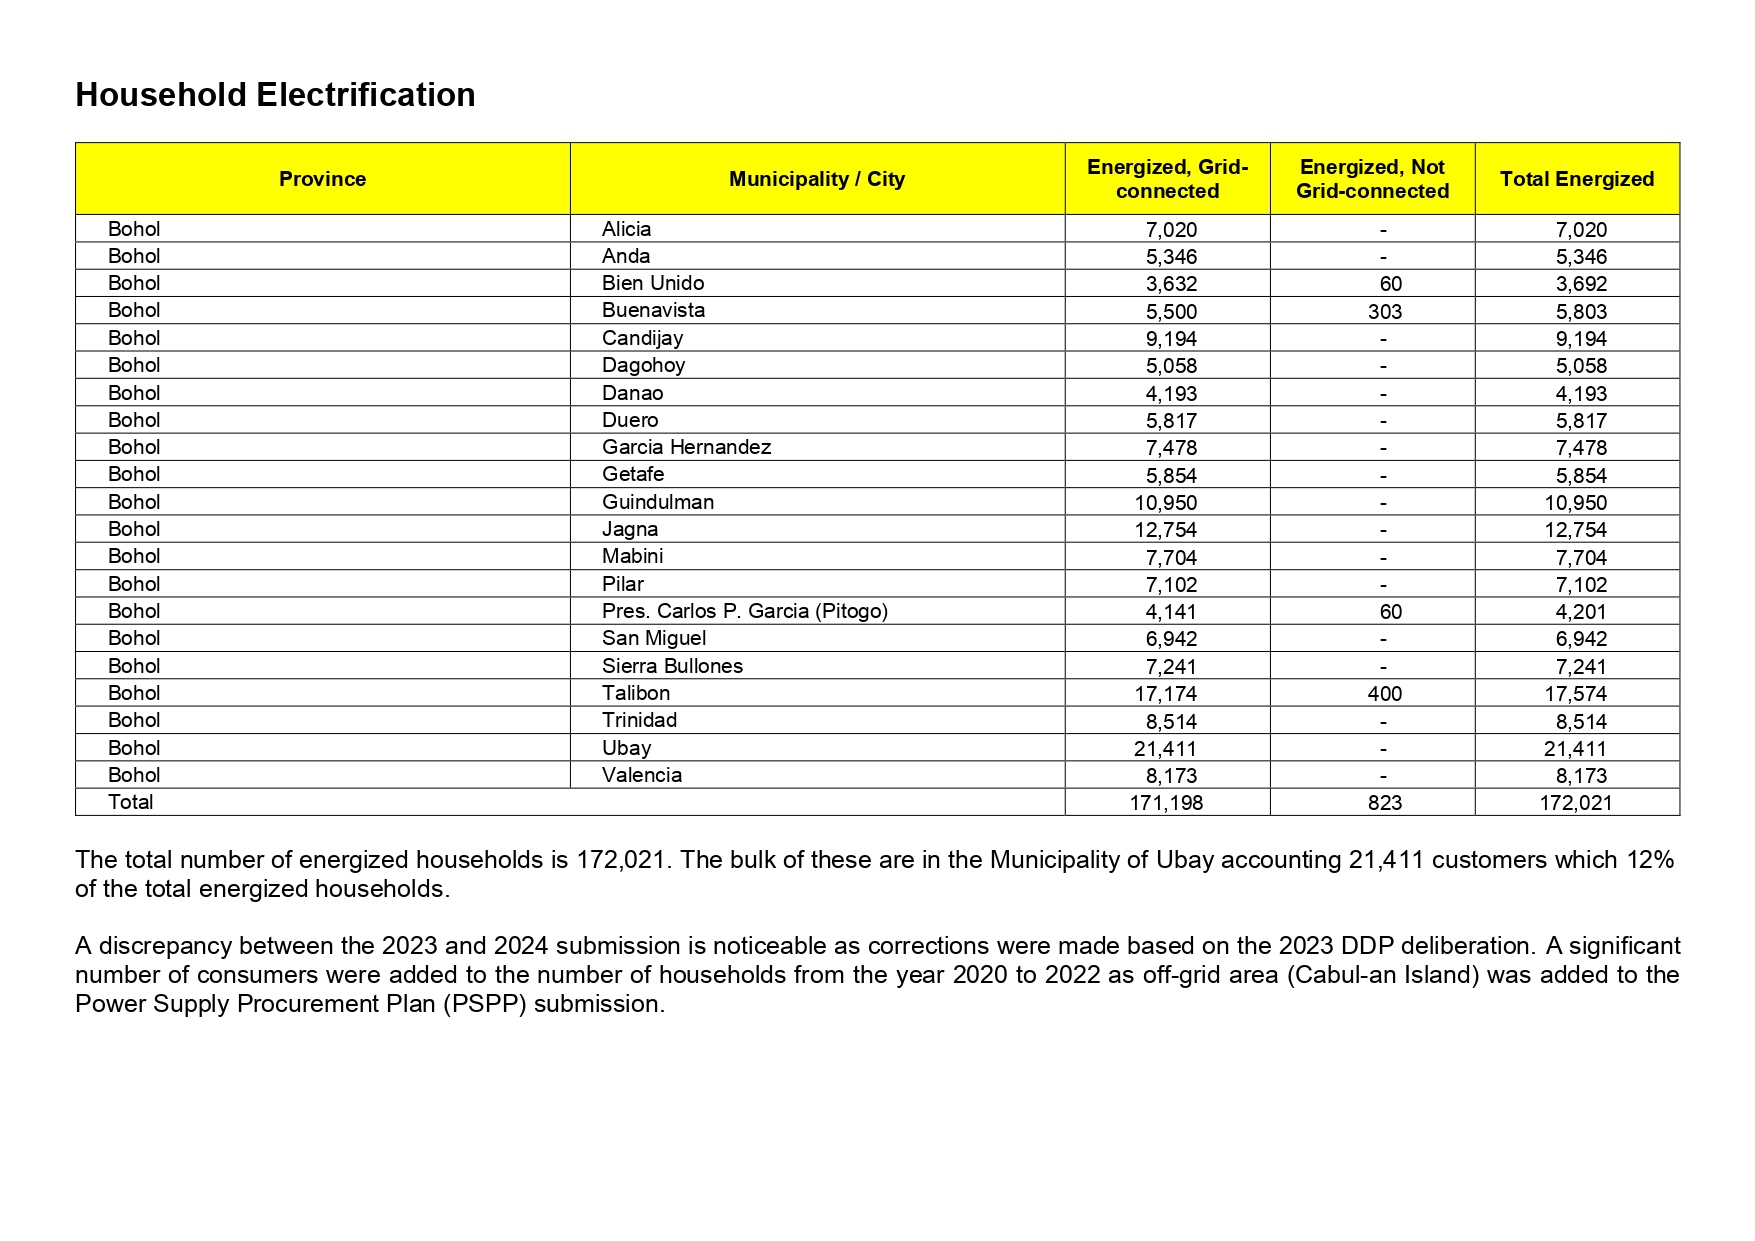 Household Electrification
Province Municipality / City Energized, Grid-connected Energized, Not Grid-connected Total Energized
Bohol Alicia 7,020 - 7,020
Bohol Anda 5,346 - 5,346
Bohol Bien Unido 3,632 60 3,692
Bohol Buenavista 5,500 303 5,803
Bohol Candijay 9,194 - 9,194
Bohol Dagohoy 5,058 - 5,058
Bohol Danao 4,193 - 4,193
Bohol Duero 5,817 - 5,817
Bohol Garcia Hernandez 7,478 - 7,478
Bohol Getafe 5,854 - 5,854
Bohol Guindulman 10,950 - 10,950
Bohol Jagna 12,754 - 12,754
Bohol Mabini 7,704 - 7,704
Bohol Pilar 7,102 - 7,102
Bohol Pres. Carlos P. Garcia (Pitogo) 4,141 60 4,201
Bohol San Miguel 6,942 - 6,942
Bohol Sierra Bullones 7,241 - 7,241
Bohol Talibon 17,174 400 17,574
Bohol Trinidad 8,514 - 8,514
Bohol Ubay 21,411 - 21,411
Bohol Valencia 8,173 - 8,173
Total 171,198 823 172,021
The total number of energized households is 172,021. The bulk of these are in the Municipality of Ubay accounting 21,411 customers which 12%
of the total energized households.
A discrepancy between the 2023 and 2024 submission is noticeable as corrections were made based on the 2023 DDP deliberation. A significant
number of consumers were added to the number of households from the year 2020 to 2022 as off-grid area (Cabul-an Island) was added to the
Power Supply Procurement Plan (PSPP) submission.